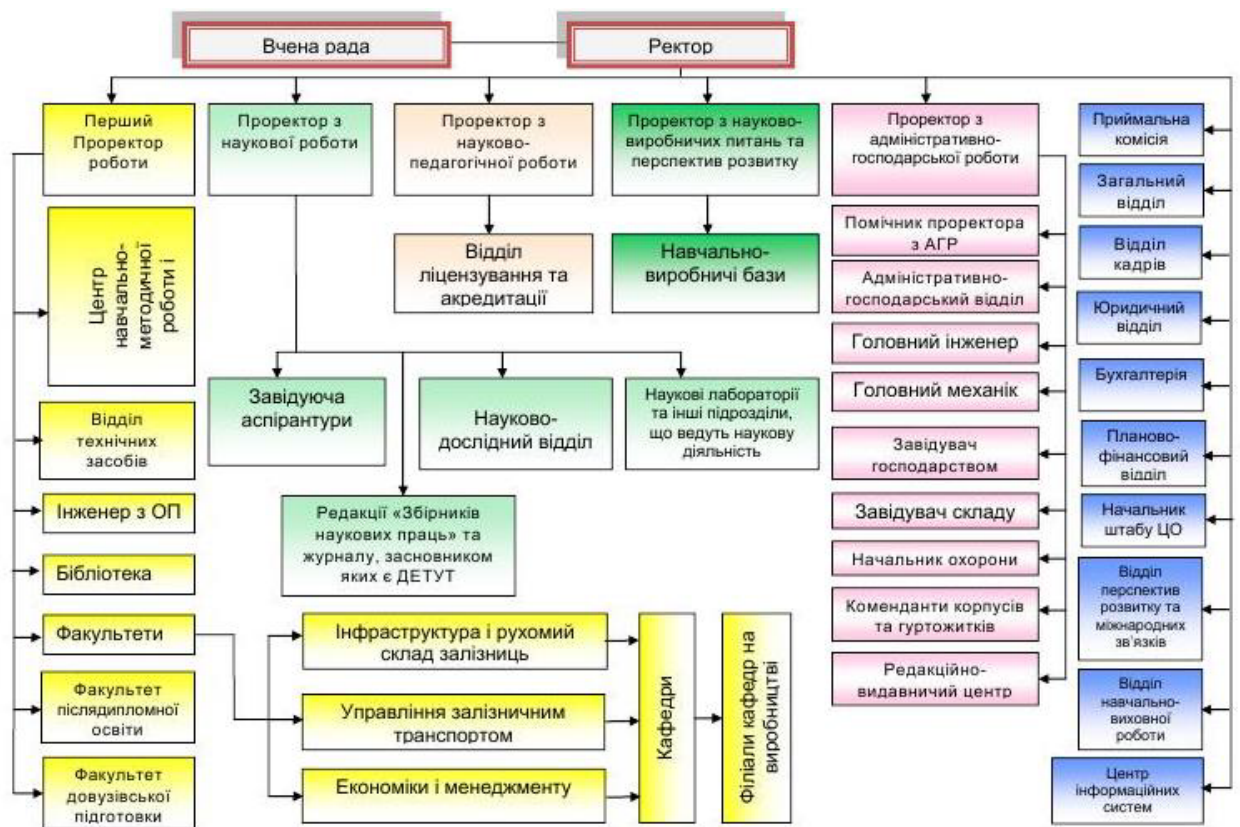 Вчена рада
Ректор
Перший
Проректор
роботи
Проректор з
наукової роботи
Проректор з
науково-
педагогічної роботи
Проректор з науково-
виробничих питань та
перспектив розвитку
Проректор з
адміністративно-
господарської роботи
Приймальна
комісія
Загальний
відділ
Відділ
кадрів
Юридичний
відділ
Бухгалтерія
Планово-
фінансовий
відділ
Начальник
штабу ЦО
Відділ
перспектив
розвитку та
міжнародних
зв’язків
Відділ
навчально-
виховної
роботи
Центр
інформаційних
систем
Центр
навчально-
методичної
роботи і
Відділ
технічних
засобів
Інженер з ОП
Бібліотека
Факультети
Факультет
післядипломної
освіти
Факультет
довузівської
підготовки
Відділ
ліцензування та
акредитації
Навчально-
виробничі бази
Помічник проректора
з АГР
Адміністративно-
господарський відділ
Головний інженер
Головний механік
Завідувач
господарством
Завідувач складу
Начальник охорони
Коменданти корпусів
та гуртожитків
Редакційно-
видавничий центр
Завідуюча
аспірантури
Науково-
дослідний відділ
Наукові лабораторії
та інші підрозділи,
що ведуть наукову
діяльність
Редакції «Збірників
наукових праць» та
журналу, засновником
яких є ДЕТУТ
Інфраструктура і рухомий
склад залізниць
Управління залізничним
транспортом
Економіки і менеджменту
Кафедри
Філіали кафедр на
виробництві